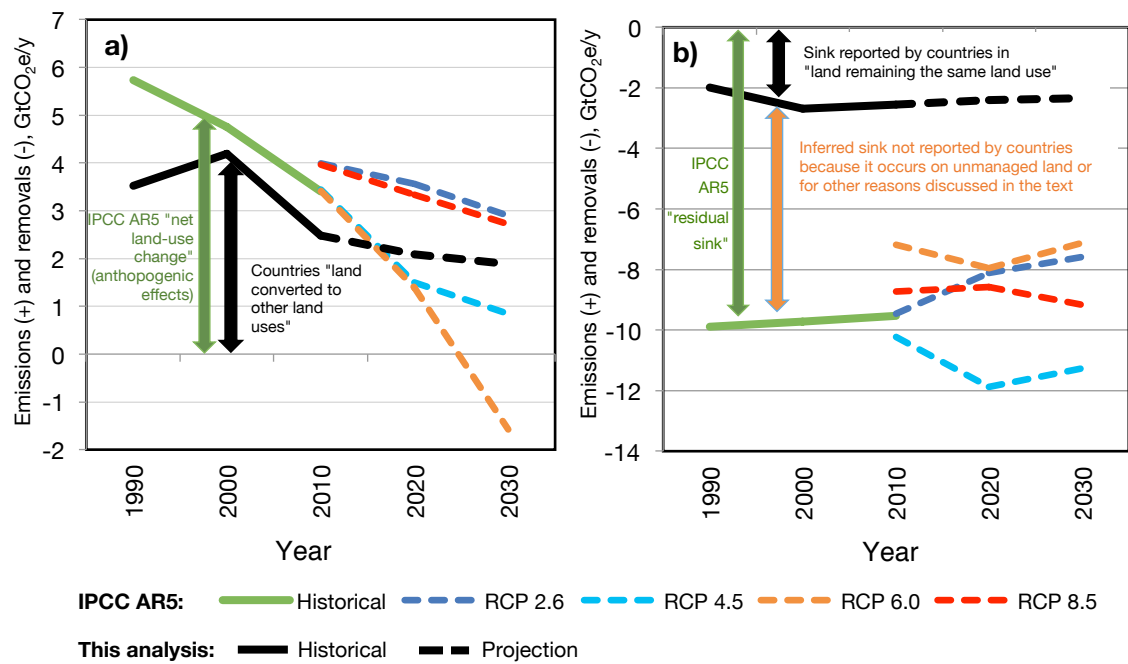 a)
Emissions (+) and removals (-), GtCO₂e/y
7
6
5
4
3
2
1
0
-1
-2
IPCC AR5 "net
land-use
change"
(anthopogenic
effects)
Countries "land
converted to
other land
uses"
1990
2000
2010
2020
2030
Year
b)
Emissions (+) and removals (-), GtCO₂e/y
0
-2
-4
-6
-8
-10
-12
-14
Sink reported by countries in
"land remaining the same land use"
Inferred sink not reported by countries
because it occurs on unmanaged land or
for other reasons discussed in the text
IPCC
AR5
"residual
sink"
1990
2000
2010
2020
2030
Year
IPCC AR5: Historical RCP 2.6 RCP 4.5 RCP 6.0 RCP 8.5
This analysis: Historical Projection